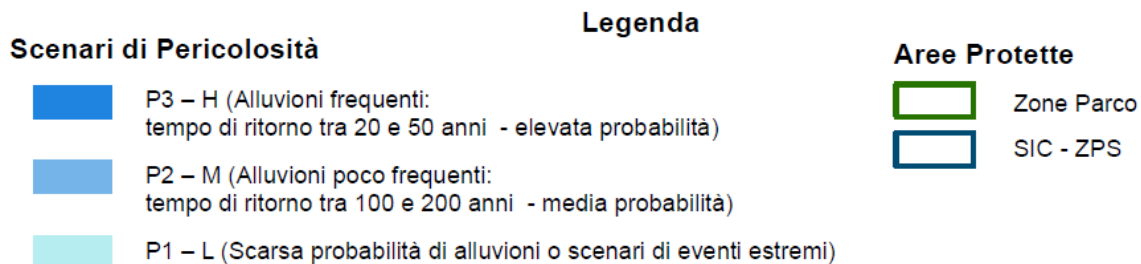 Legenda
Scenari di Pericolosità
P3 – H (Alluvioni frequenti:
tempo di ritorno tra 20 e 50 anni - elevata probabilità)
P2 – M (Alluvioni poco frequenti:
tempo di ritorno tra 100 e 200 anni - media probabilità)
P1 – L (Scarsa probabilità di alluvioni o scenari di eventi estremi)
Aree Protette
Zone Parco
SIC - ZPS